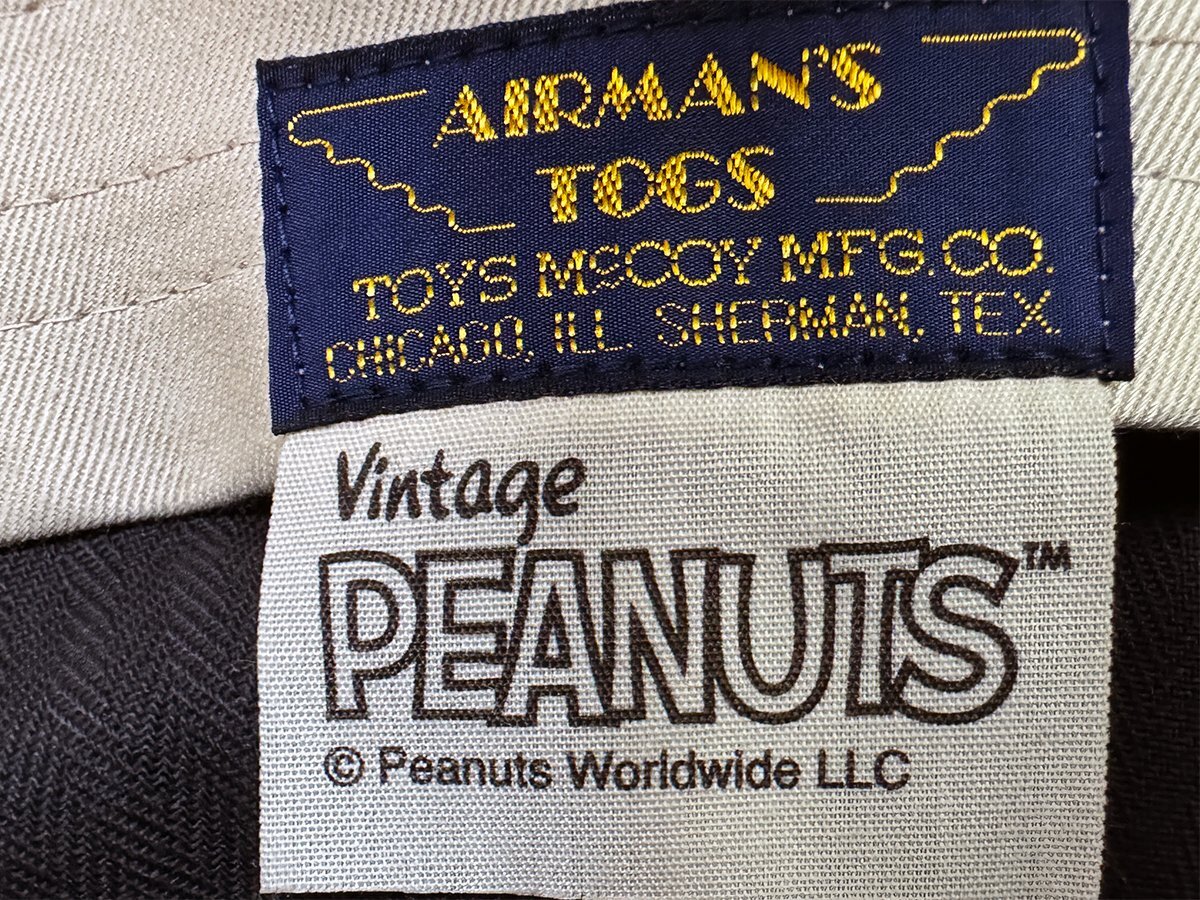 AIRMAN'S
TOGS
TOYS McCOY MFG. CO.
CHICAGO, ILL. SHERMAN, TEX.
Vintage
PEANUTS™
© Peanuts Worldwide LLC